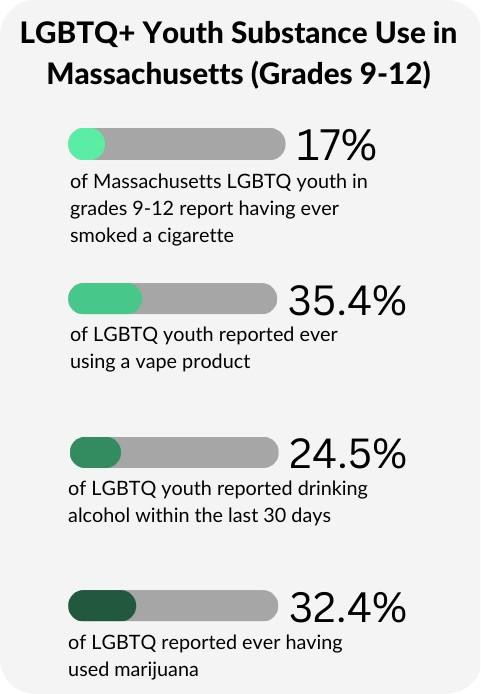 LGBTQ+ Youth Substance Use in
Massachusetts (Grades 9-12)
17%
of Massachusetts LGBTQ youth in
grades 9-12 report having ever
smoked a cigarette
35.4%
of LGBTQ youth reported ever
using a vape product
24.5%
of LGBTQ youth reported drinking
alcohol within the last 30 days
32.4%
of LGBTQ reported ever having
used marijuana